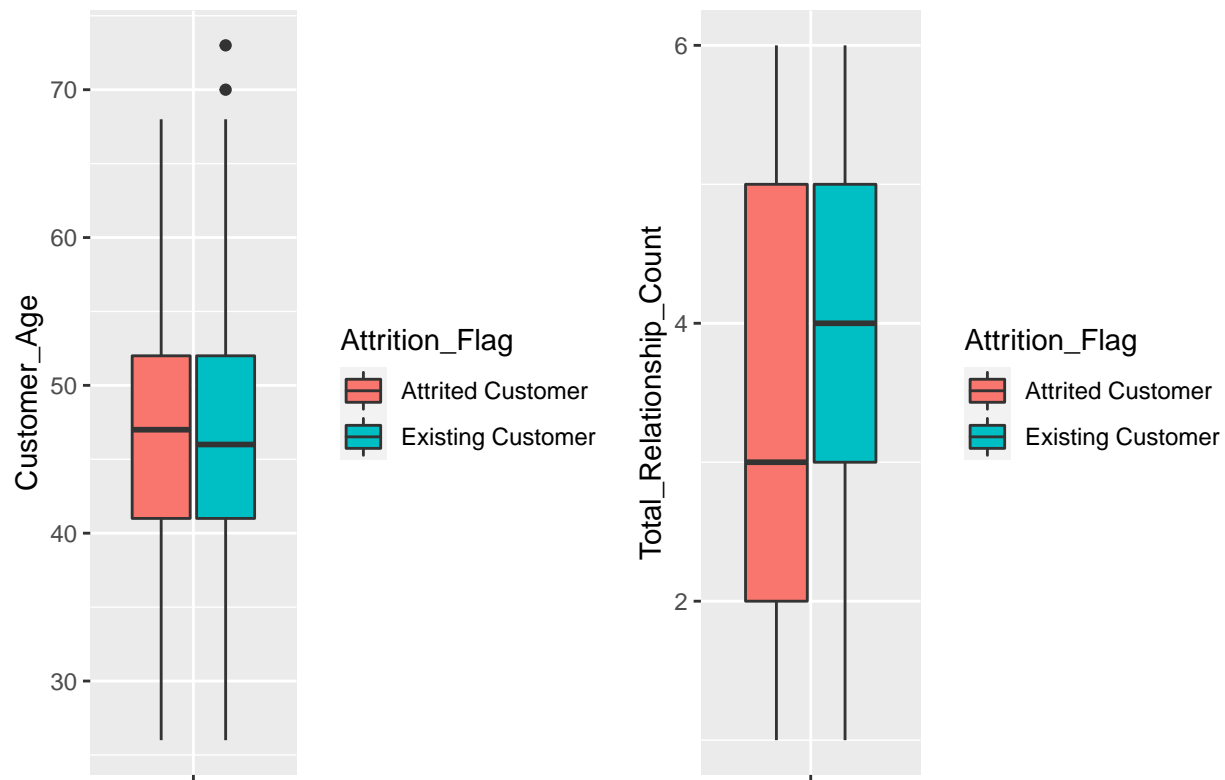 Customer_Age
70
60
50
40
30
Attrition_Flag
Attrited Customer
Existing Customer
Total_Relationship_Count
6
4
2
Attrition_Flag
Attrited Customer
Existing Customer